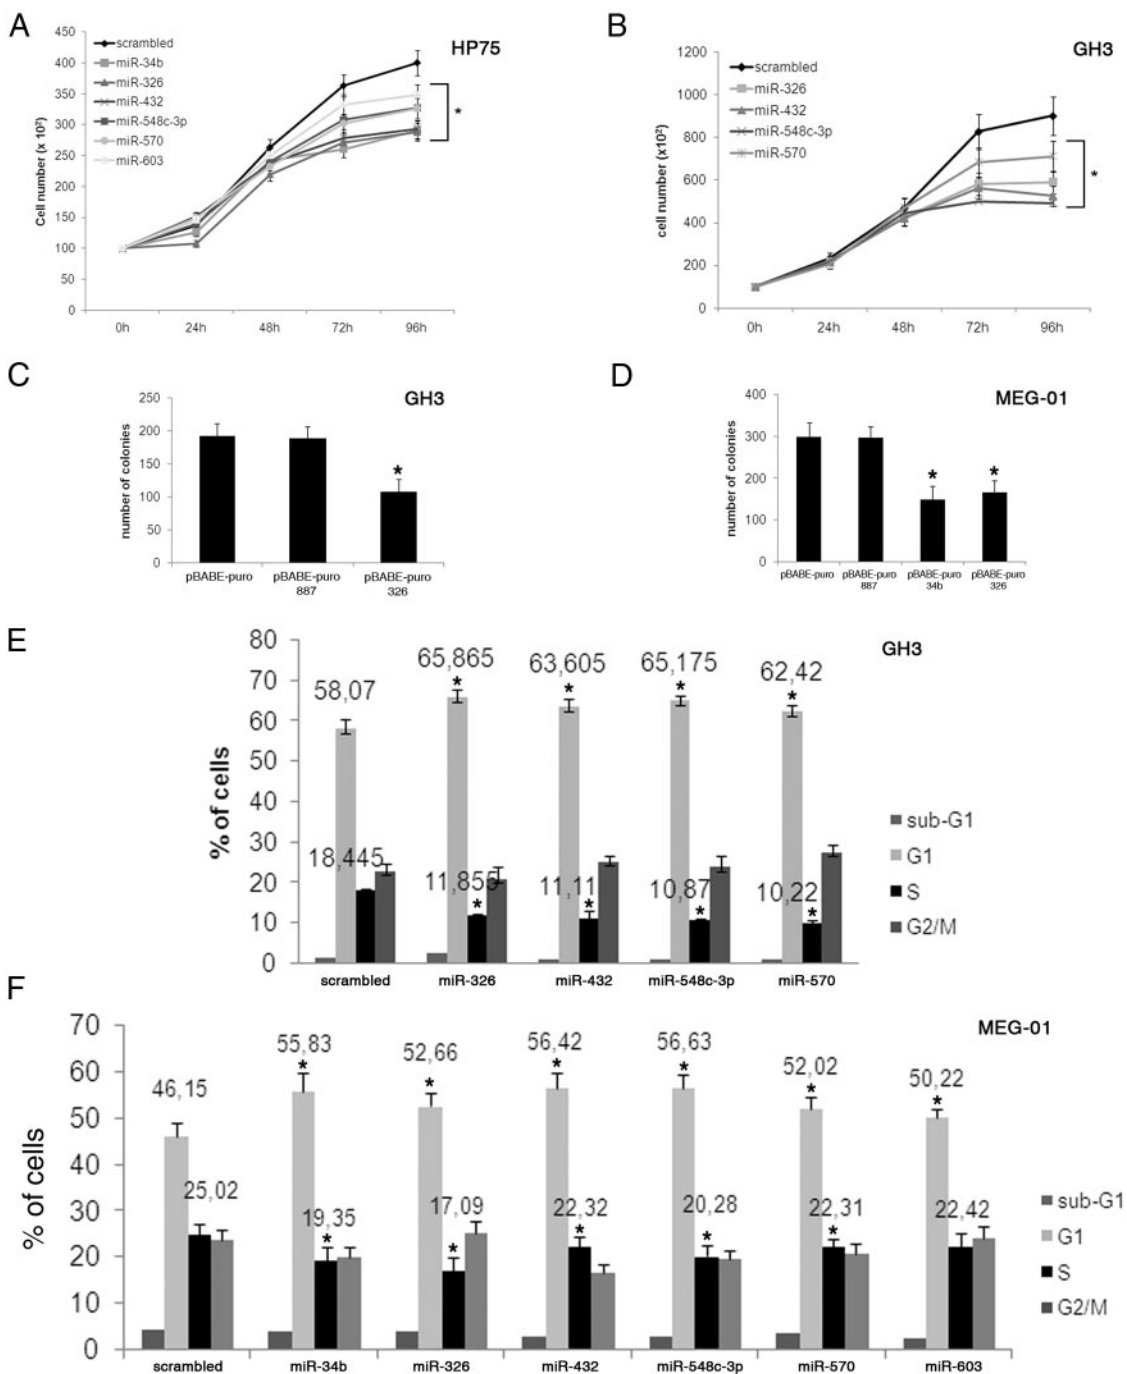 A
HP75
450
400
350
300
250
200
150
100
50
0
Cell number (x 10²)
scrambled
miR-34b
miR-326
miR-432
miR-548c-3p
miR-570
miR-603
*
0h 24h 48h 72h 96h
B
GH3
1200
1000
800
600
400
200
0
cell number (x10²)
scrambled
miR-326
miR-432
miR-548c-3p
miR-570
*
0h 24h 48h 72h 96h
C
GH3
250
200
150
100
50
0
number of colonies
*
pBABE-puro pBABE-puro pBABE-puro
887 326
D
MEG-01
400
300
200
100
0
number of colonies
* *
pBABE-puro pBABE-puro pBABE-puro pBABE-puro
887 34b 326
E
GH3
80
70
60
50
40
30
20
10
0
% of cells
58,07 65,865 63,605 65,175 62,42
* * * *
18,445 11,855 11,11 10,87 10,22
* * * *
sub-G1
G1
S
G2/M
scrambled miR-326 miR-432 miR-548c-3p miR-570
F
MEG-01
70
60
50
40
30
20
10
0
% of cells
46,15 55,83 52,66 56,42 56,63 52,02 50,22
* * * * * *
25,02 19,35 17,09 22,32 20,28 22,31 22,42
* * * * *
sub-G1
G1
S
G2/M
scrambled miR-34b miR-326 miR-432 miR-548c-3p miR-570 miR-603